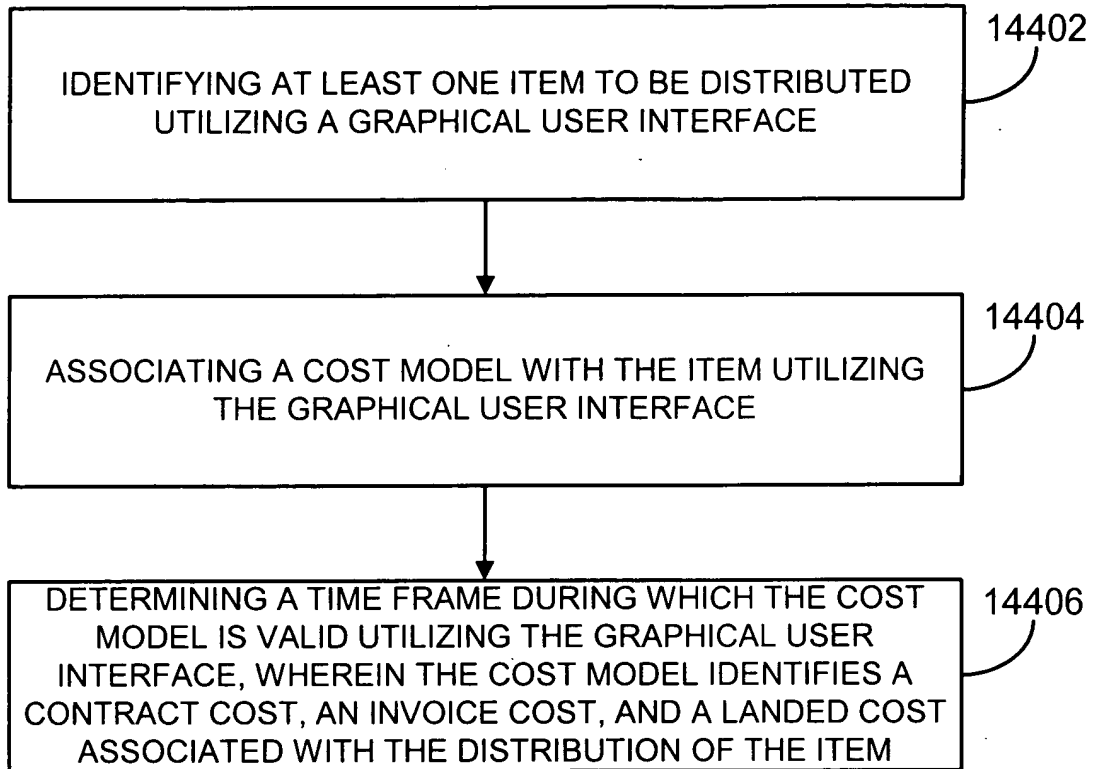 14402
IDENTIFYING AT LEAST ONE ITEM TO BE DISTRIBUTED
UTILIZING A GRAPHICAL USER INTERFACE
14404
ASSOCIATING A COST MODEL WITH THE ITEM UTILIZING
THE GRAPHICAL USER INTERFACE
14406
DETERMINING A TIME FRAME DURING WHICH THE COST
MODEL IS VALID UTILIZING THE GRAPHICAL USER
INTERFACE, WHEREIN THE COST MODEL IDENTIFIES A
CONTRACT COST, AN INVOICE COST, AND A LANDED COST
ASSOCIATED WITH THE DISTRIBUTION OF THE ITEM